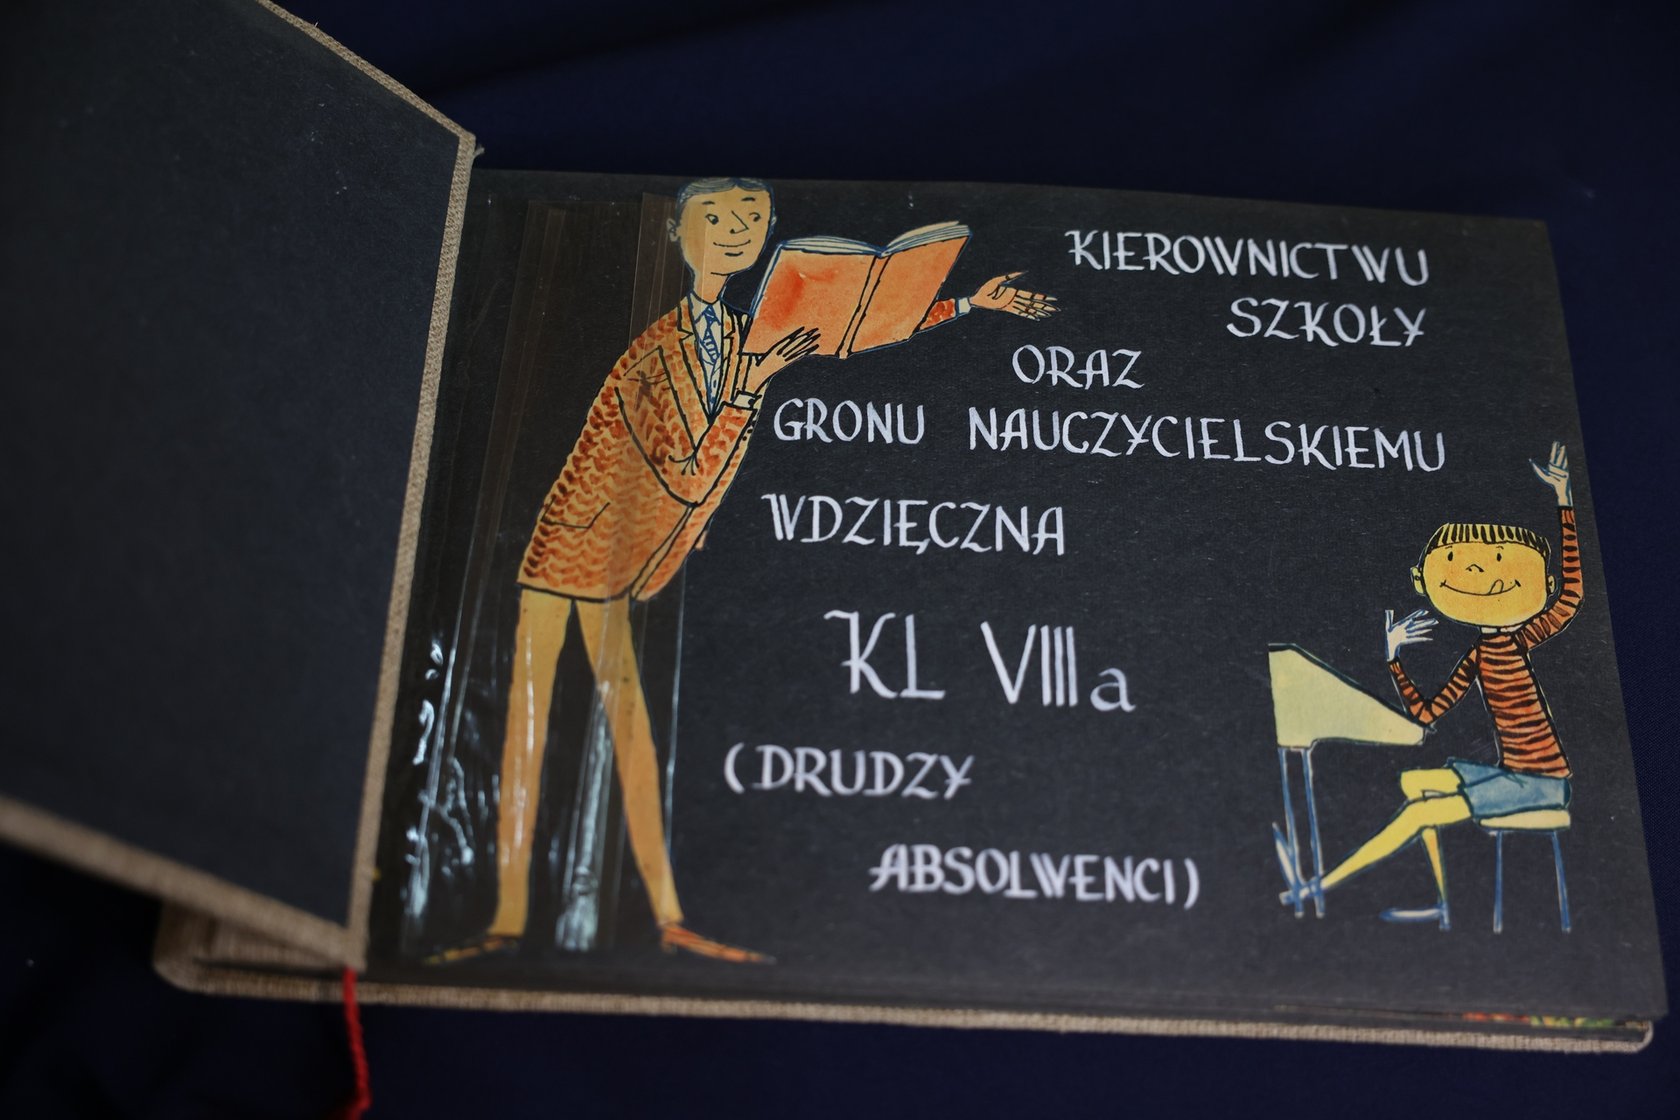 KIEROWNICTWU
SZKOŁY
ORAZ
GRONU NAUCZYCIELSKIEMU
WDZIĘCZNA
KL VIIIa
(DRUDZY
ABSOLWENCI)